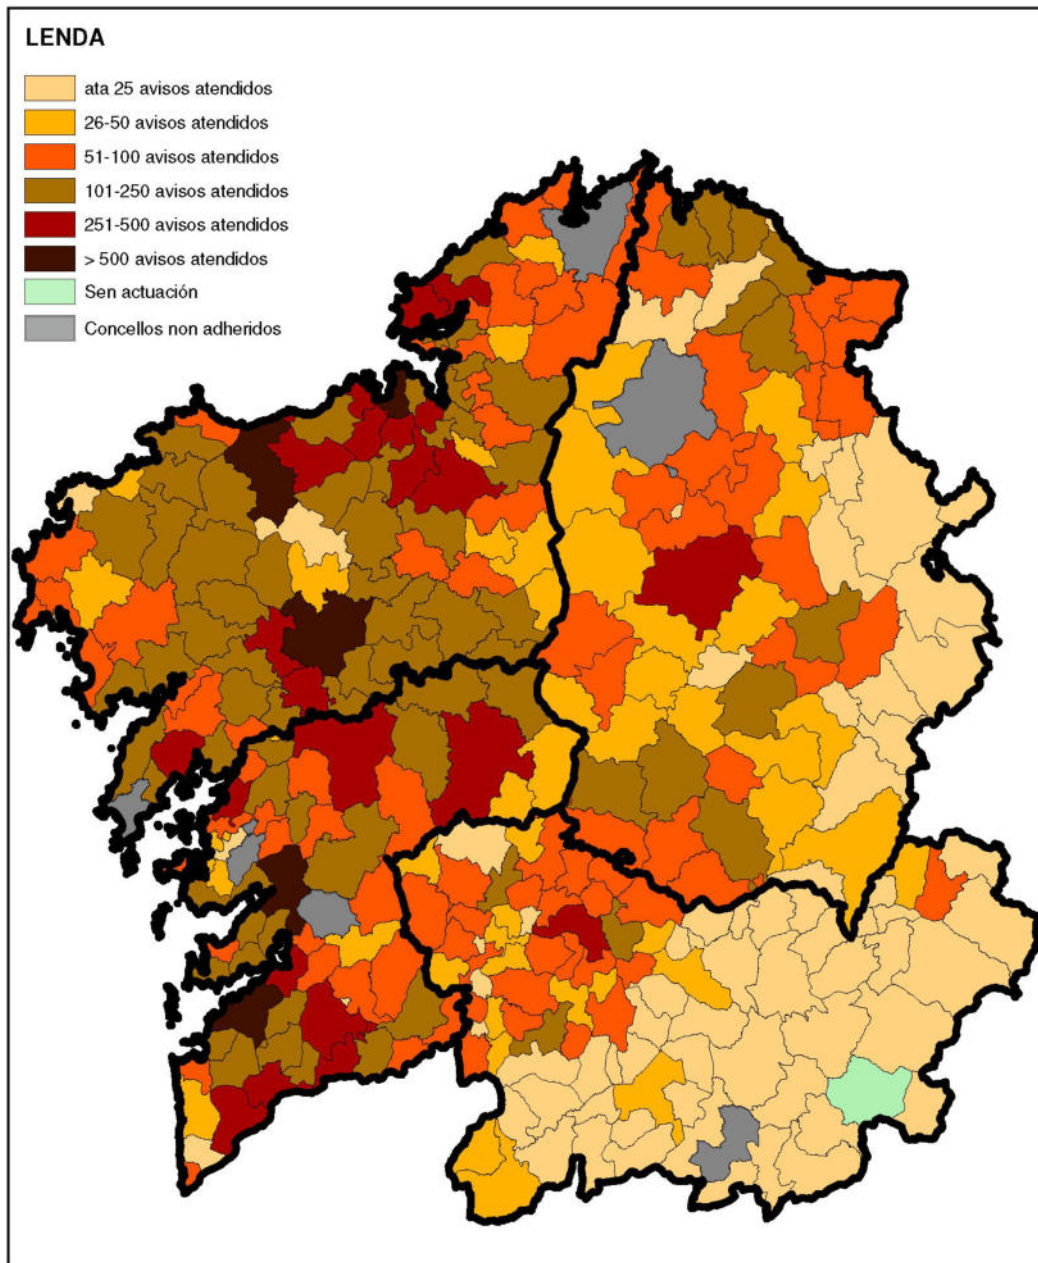 LENDA
ata 25 avisos atendidos
26-50 avisos atendidos
51-100 avisos atendidos
101-250 avisos atendidos
251-500 avisos atendidos
> 500 avisos atendidos
Sen actuación
Concellos non adheridos